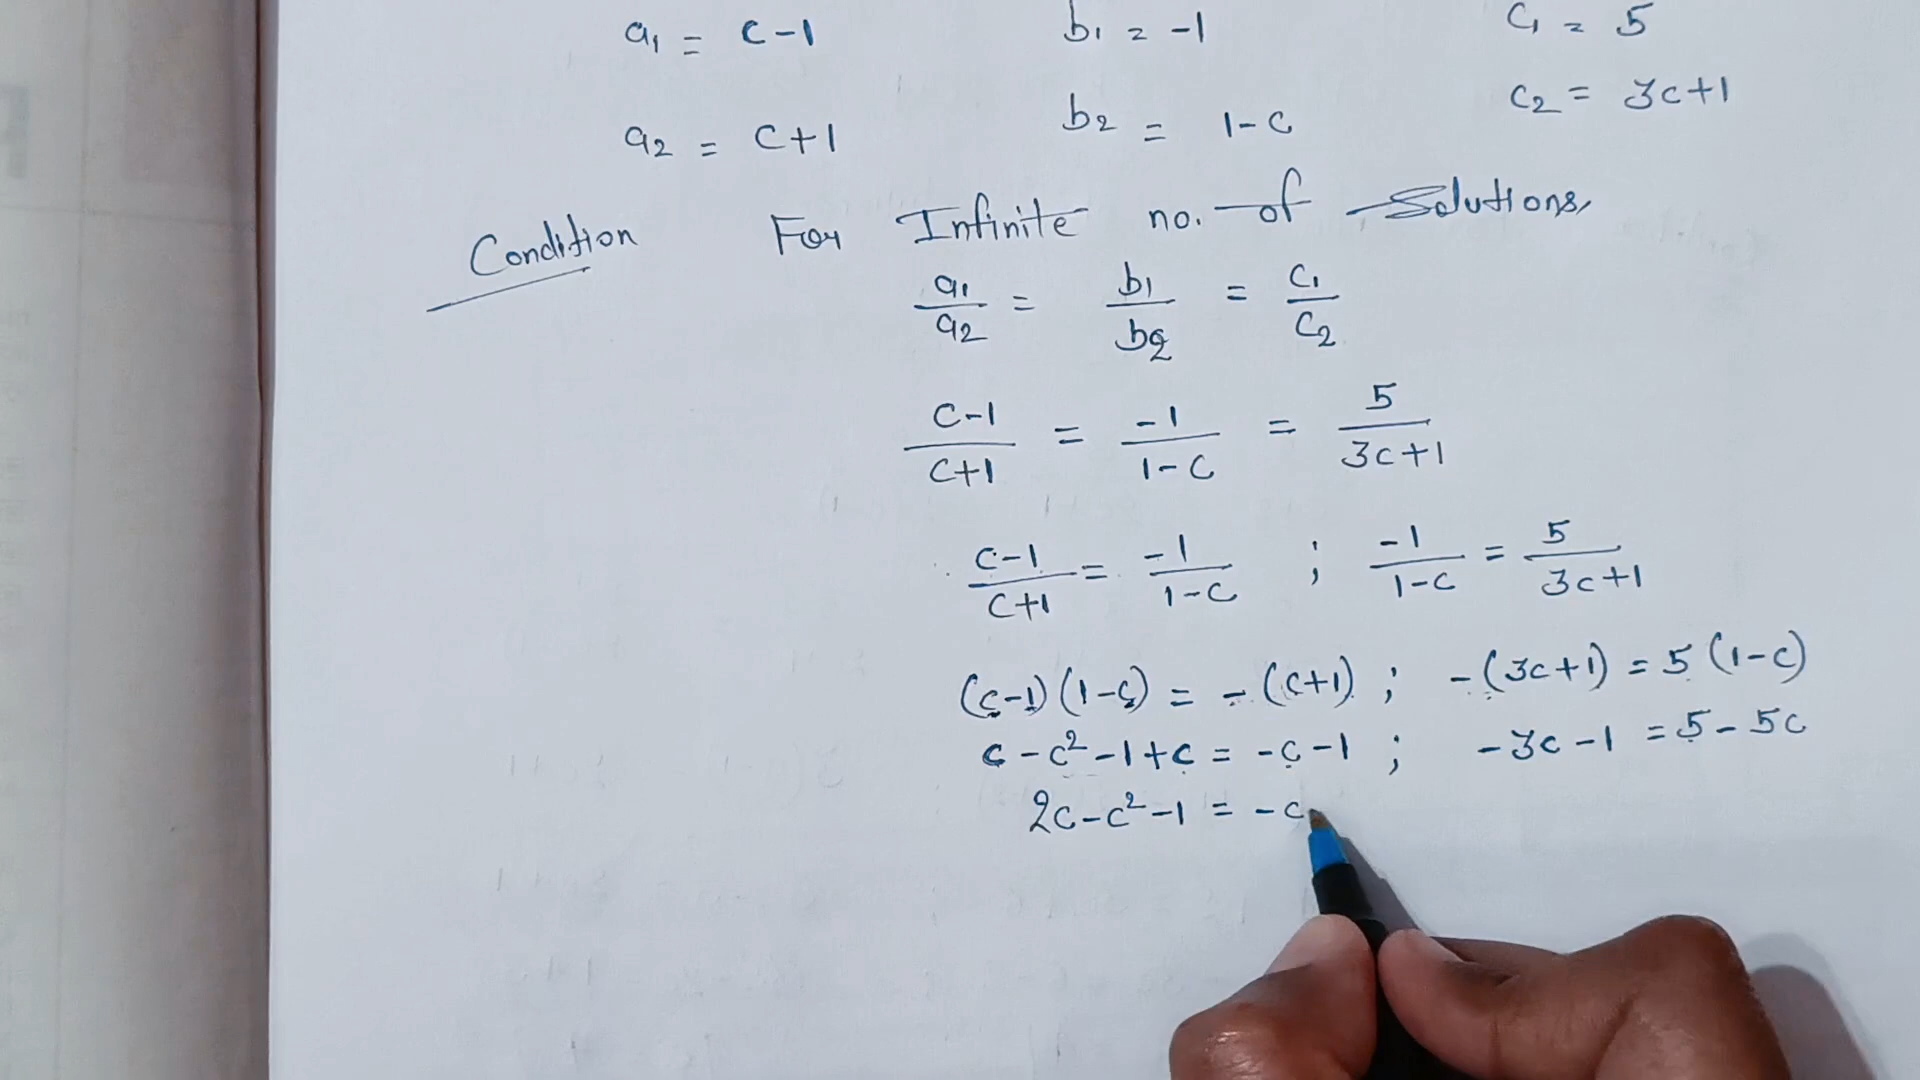 a₁ = c-1 b₁ = -1 c₁ = 5
a₂ = c+1 b₂ = 1-c c₂ = 3c+1
Condition For Infinite no. of Solutions,
a₁/a₂ = b₁/b₂ = c₁/c₂
c-1/c+1 = -1/1-c = 5/3c+1
c-1/c+1 = -1/1-c ; -1/1-c = 5/3c+1
(c-1)(1-c) = -(c+1) ; -(3c+1) = 5(1-c)
c-c²-1+c = -c-1 ; -3c-1 = 5-5c
2c-c²-1 = -c